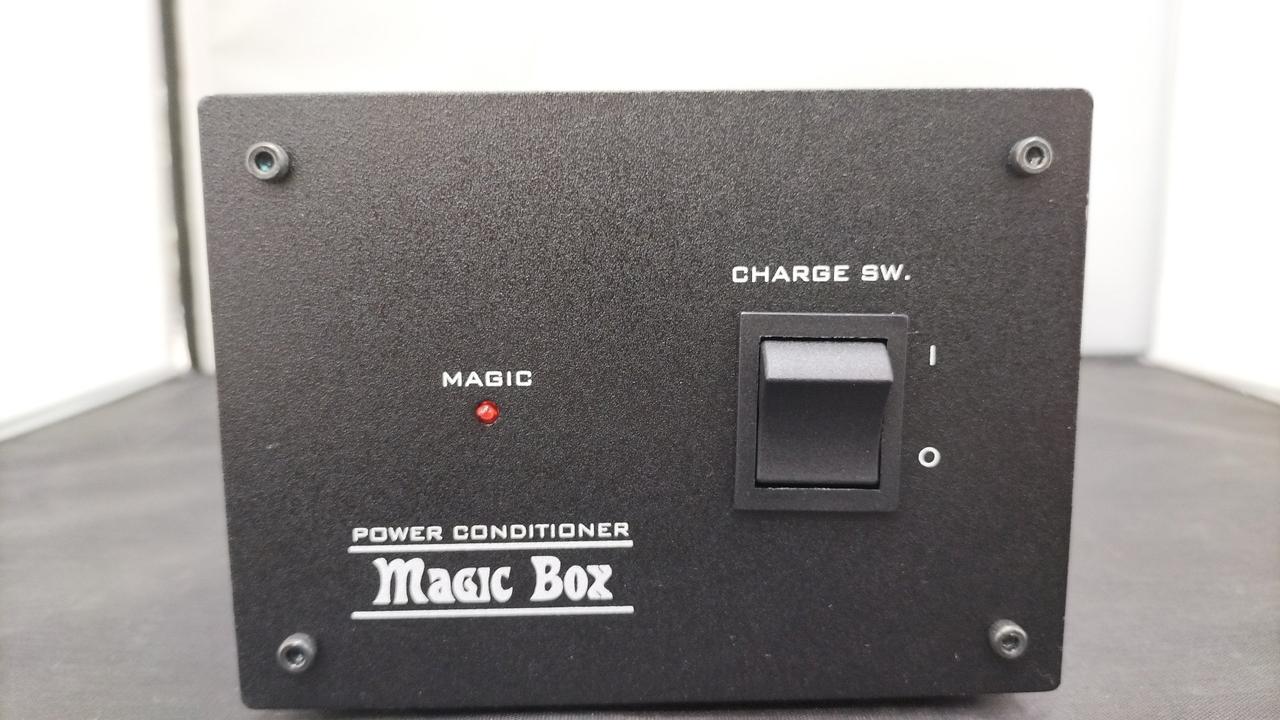 CHARGE SW.
I
MAGIC
O
POWER CONDITIONER
Magic Box